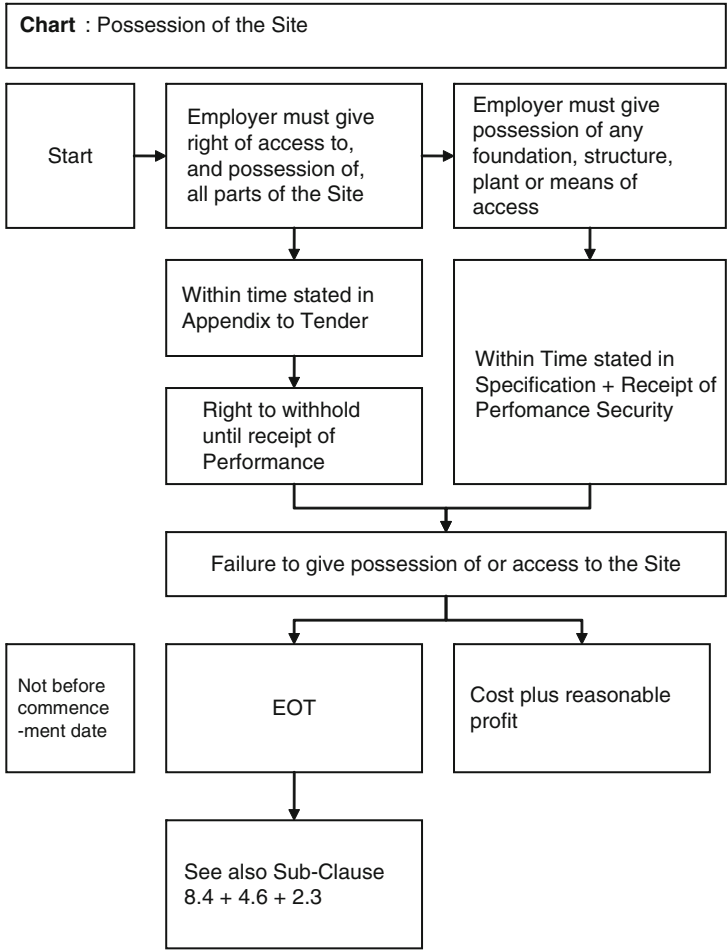 Chart : Possession of the Site
Start
Employer must give
right of access to,
and possession of,
all parts of the Site
Employer must give
possession of any
foundation, structure,
plant or means of
access
Within time stated in
Appendix to Tender
Within Time stated in
Specification + Receipt of
Perfomance Security
Right to withhold
until receipt of
Performance
Failure to give possession of or access to the Site
Not before
commence
-ment date
EOT
Cost plus reasonable
profit
See also Sub-Clause
8.4 + 4.6 + 2.3